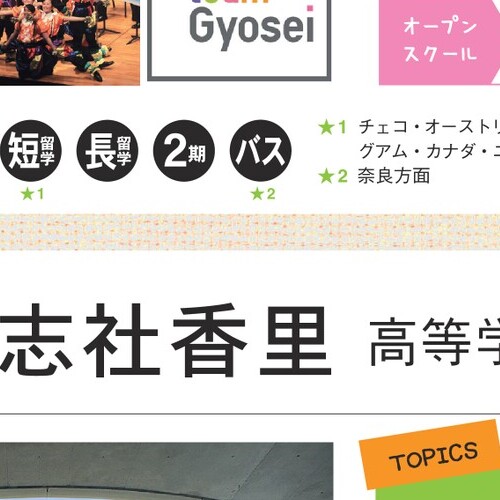 Gyosei
オープン
スクール
短留学 長留学 2期 バス
★1 ★2
★1 チェコ・オーストリ
グアム・カナダ・ニ
★2 奈良方面
志社香里 高等学
TOPICS